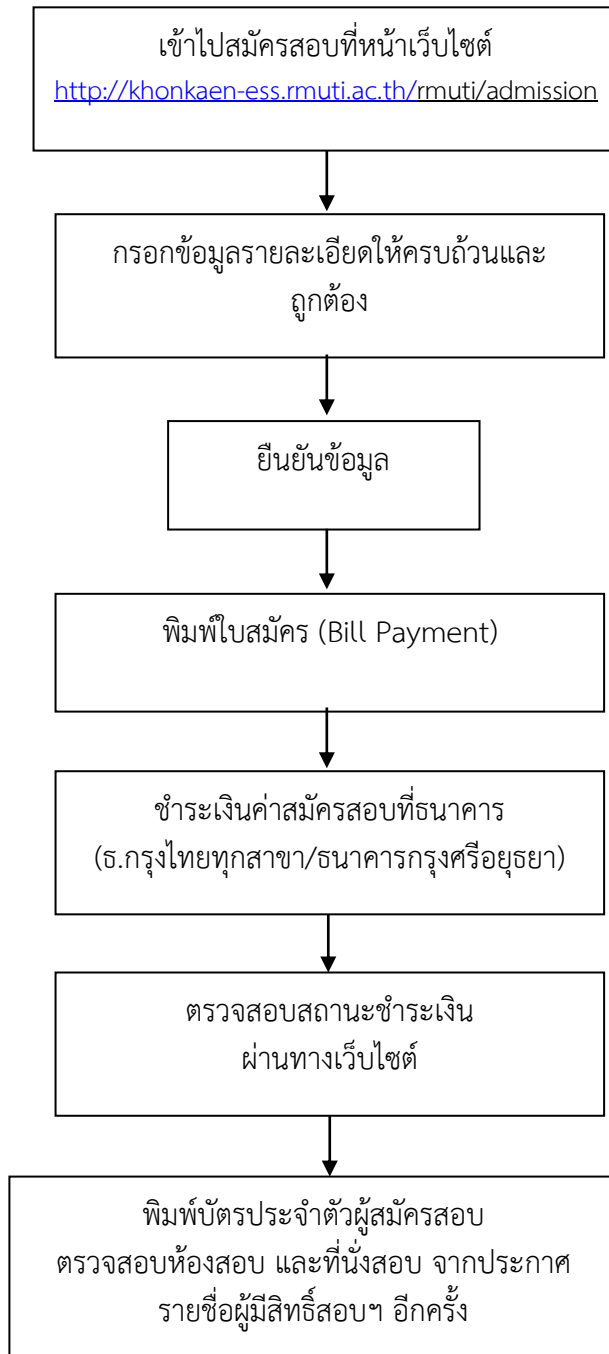 เข้าไปสมัครสอบที่หน้าเว็บไซต์
http://khonkaen-ess.rmuti.ac.th/rmuti/admission
กรอกข้อมูลรายละเอียดให้ครบถ้วนและ
ถูกต้อง
ยืนยันข้อมูล
พิมพ์ใบสมัคร (Bill Payment)
ชำระเงินค่าสมัครสอบที่ธนาคาร
(ธ.กรุงไทยทุกสาขา/ธนาคารกรุงศรีอยุธยา)
ตรวจสอบสถานะชำระเงิน
ผ่านทางเว็บไซต์
พิมพ์บัตรประจำตัวผู้สมัครสอบ
ตรวจสอบห้องสอบ และที่นั่งสอบ จากประกาศ
รายชื่อผู้มีสิทธิ์สอบฯ อีกครั้ง